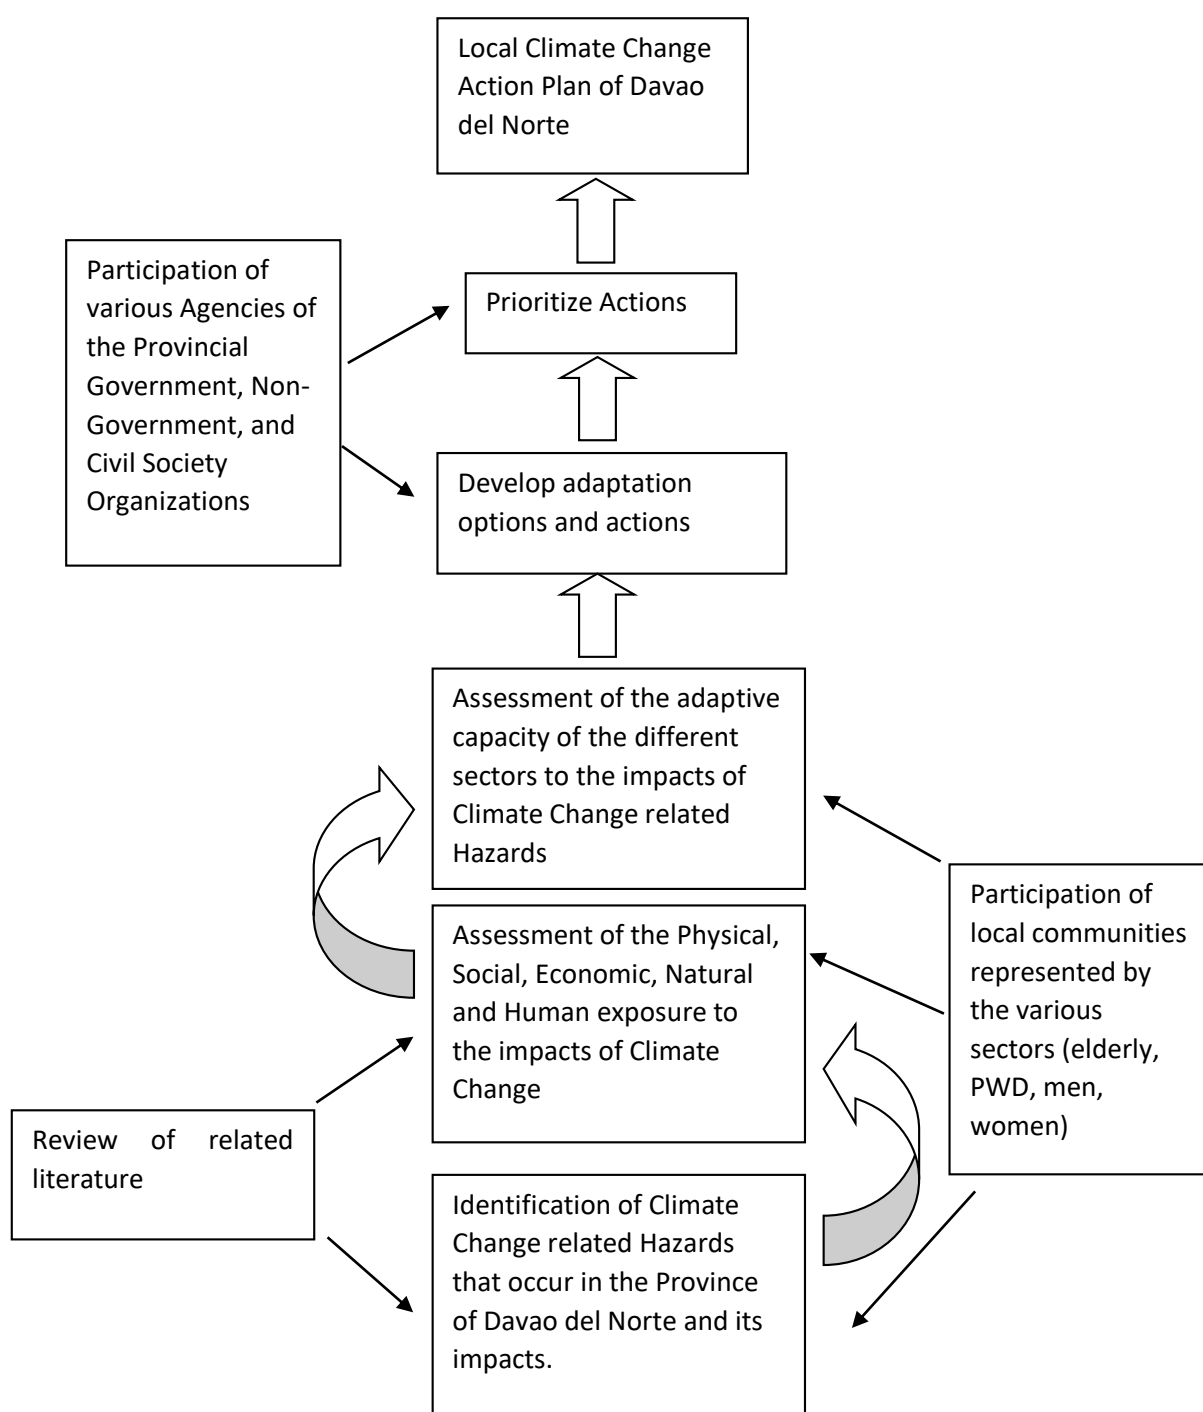 Local Climate Change
Action Plan of Davao
del Norte
Participation of
various Agencies of
the Provincial
Government, Non-
Government, and
Civil Society
Organizations
Prioritize Actions
Develop adaptation
options and actions
Assessment of the adaptive
capacity of the different
sectors to the impacts of
Climate Change related
Hazards
Assessment of the Physical,
Social, Economic, Natural
and Human exposure to
the impacts of Climate
Change
Participation of
local communities
represented by
the various
sectors (elderly,
PWD, men,
women)
Review of related
literature
Identification of Climate
Change related Hazards
that occur in the Province
of Davao del Norte and its
impacts.